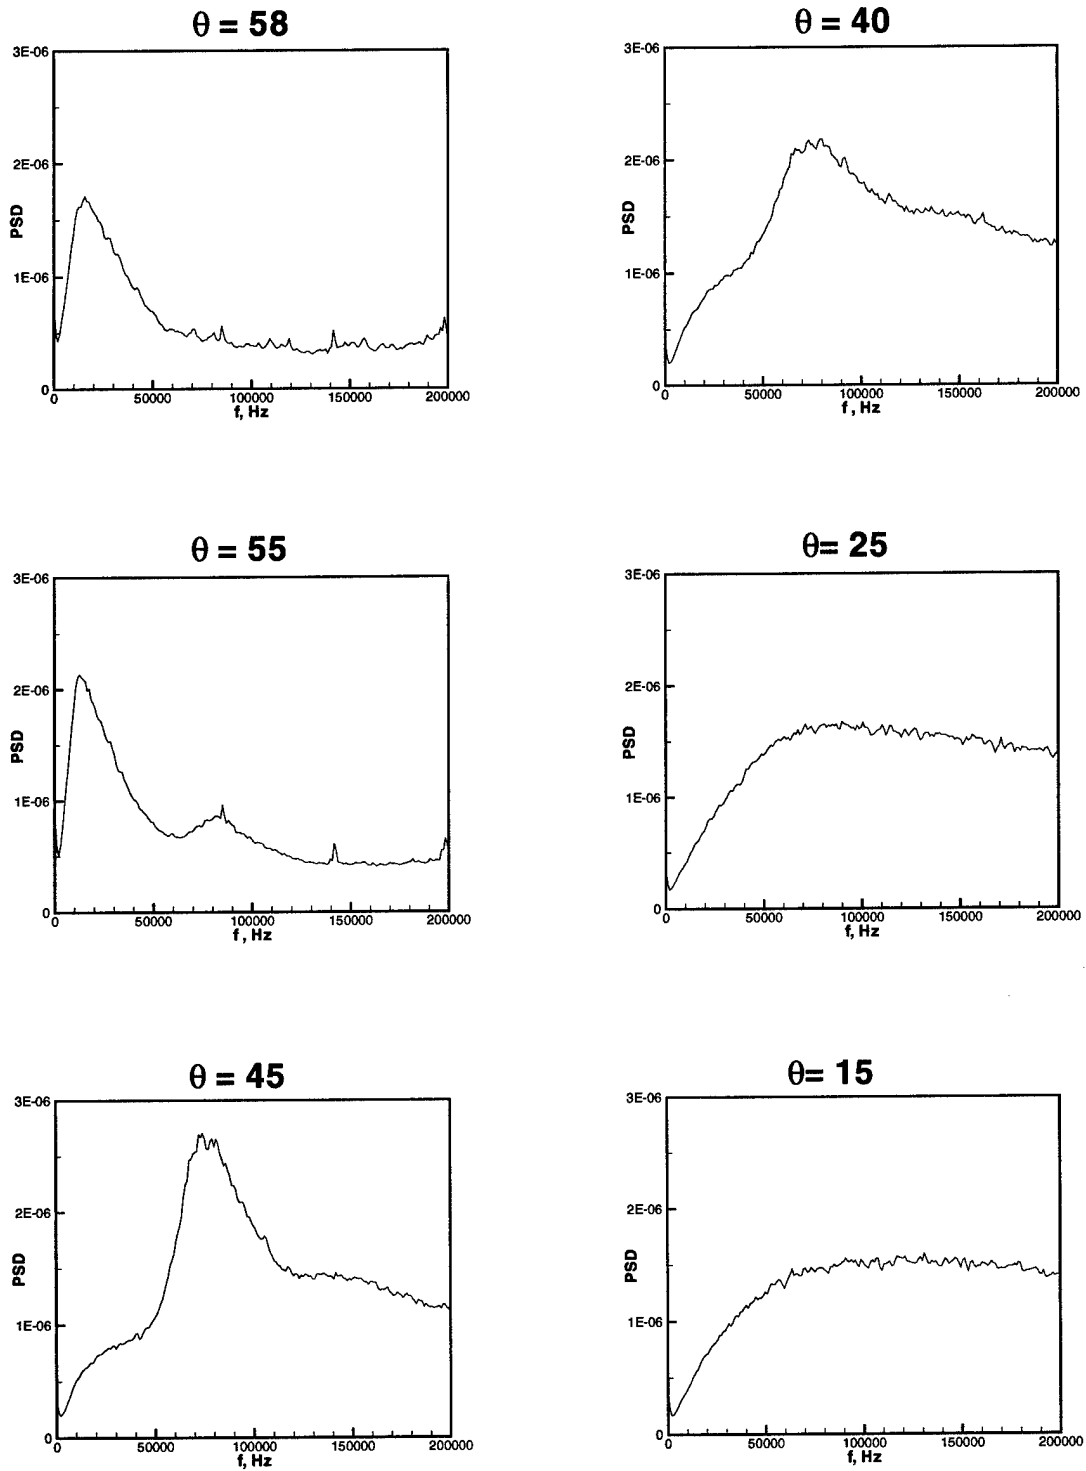 θ = 58
3E-06
2E-06
1E-06
0
PSD
0 50000 100000 150000 200000
f, Hz
θ = 40
3E-06
2E-06
1E-06
0
PSD
0 50000 100000 150000 200000
f , Hz
θ = 55
3E-06
2E-06
1E-06
0
PSD
0 50000 100000 150000 200000
f , Hz
θ= 25
3E-06
2E-06
1E-06
0
PSD
0 50000 100000 150000 200000
f, Hz
θ = 45
3E-06
2E-06
1E-06
0
PSD
0 50000 100000 150000 200000
f, Hz
θ= 15
3E-06
2E-06
1E-06
0
PSD
0 50000 100000 150000 200000
f, Hz